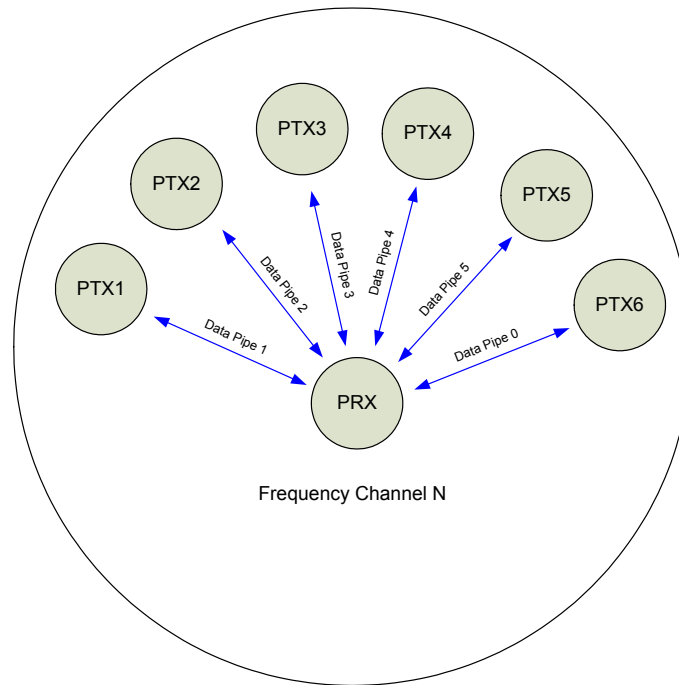 PTX3
PTX4
PTX2
PTX5
PTX1
PTX6
Data Pipe 1
Data Pipe 2
Data Pipe 3
Data Pipe 4
Data Pipe 5
Data Pipe 0
PRX
Frequency Channel N